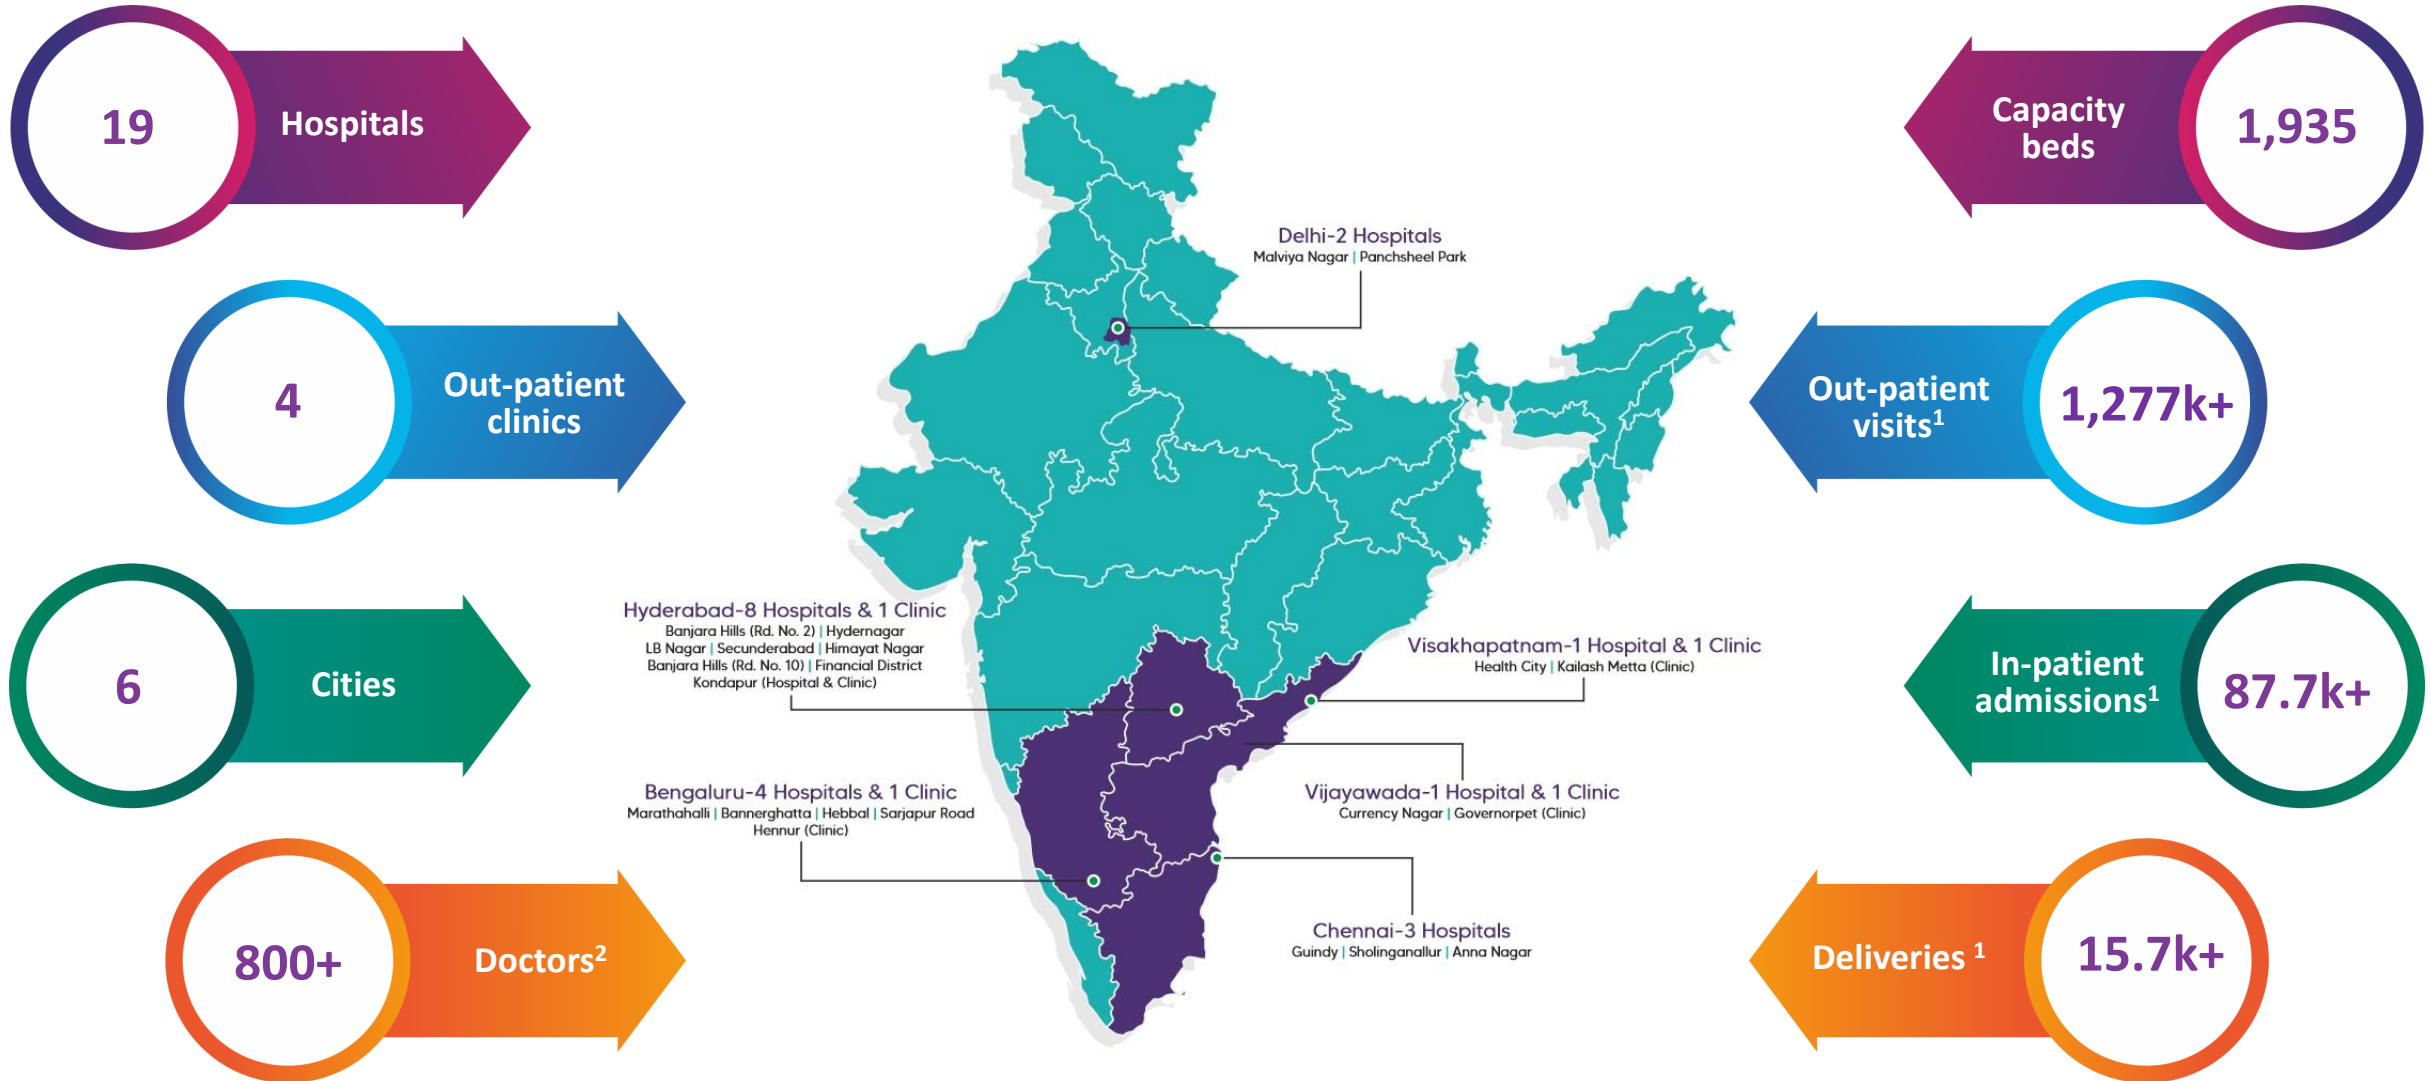 19
Hospitals
4
Out-patient
clinics
6
Cities
800+
Doctors²
Delhi-2 Hospitals
Malviya Nagar | Panchsheel Park
Hyderabad-8 Hospitals & 1 Clinic
Banjara Hills (Rd. No. 2) | Hydernagar
LB Nagar | Secunderabad | Himayat Nagar
Banjara Hills (Rd. No. 10) | Financial District
Kondapur (Hospital & Clinic)
Visakhapatnam-1 Hospital & 1 Clinic
Health City | Kailash Metta (Clinic)
Bengaluru-4 Hospitals & 1 Clinic
Marathahalli | Bannerghatta | Hebbal | Sarjapur Road
Hennur (Clinic)
Vijayawada-1 Hospital & 1 Clinic
Currency Nagar | Governorpet (Clinic)
Chennai-3 Hospitals
Guindy | Sholinganallur | Anna Nagar
Capacity
beds
1,935
Out-patient
visits¹
1,277k+
In-patient
admissions¹
87.7k+
Deliveries ¹
15.7k+